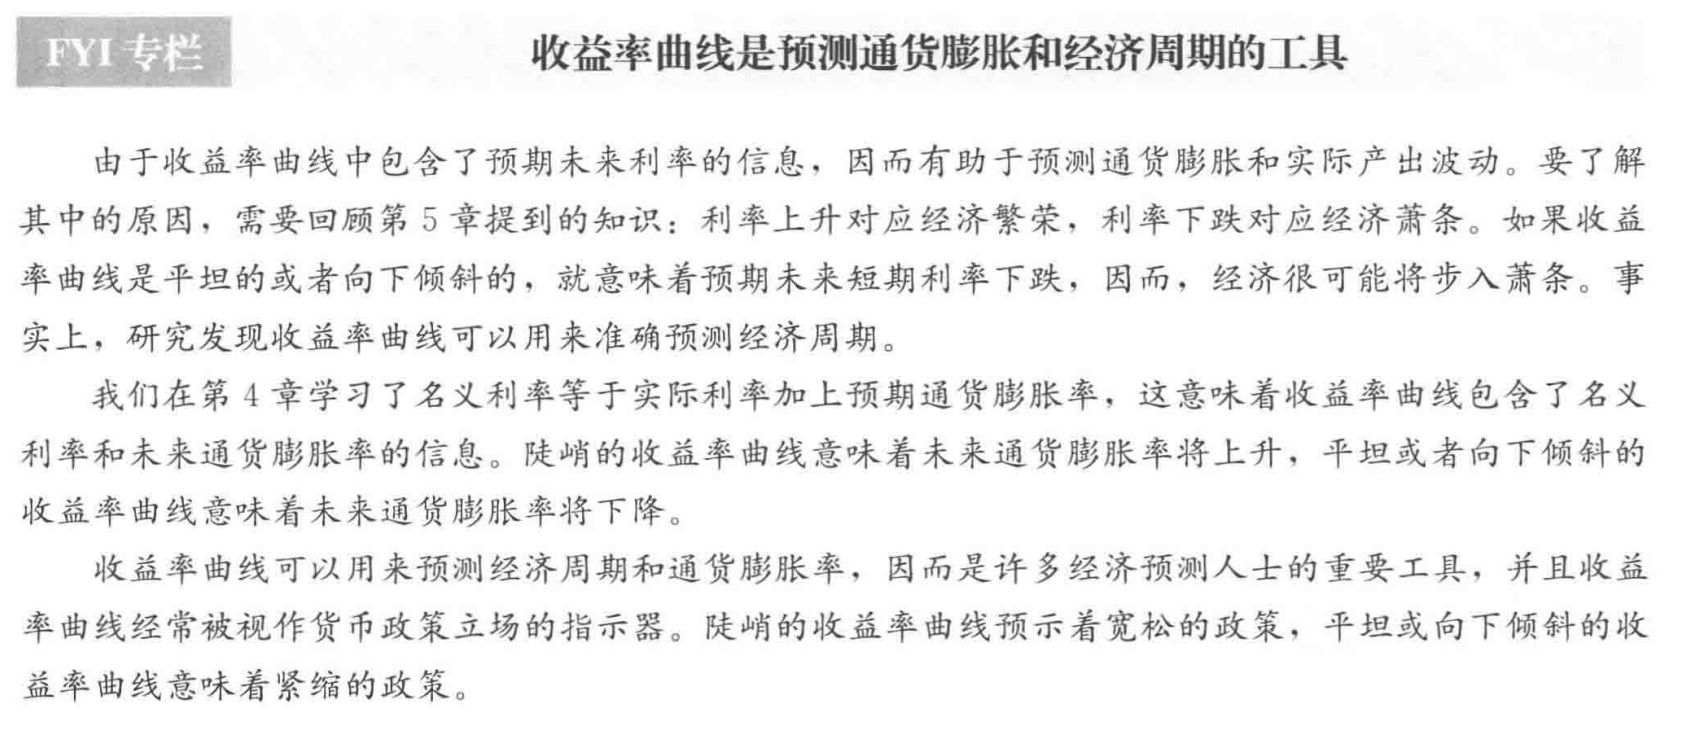 FYI 专栏 收益率曲线是预测通货膨胀和经济周期的工具
由于收益率曲线中包含了预期未来利率的信息，因而有助于预测通货膨胀和实际产出波动。要了解
其中的原因，需要回顾第 5 章提到的知识：利率上升对应经济繁荣，利率下跌对应经济萧条。如果收益
率曲线是平坦的或者向下倾斜的，就意味着预期未来短期利率下跌，因而，经济很可能将步入萧条。事
实上，研究发现收益率曲线可以用来准确预测经济周期。
我们在第 4 章学习了名义利率等于实际利率加上预期通货膨胀率，这意味着收益率曲线包含了名义
利率和未来通货膨胀率的信息。陡峭的收益率曲线意味着未来通货膨胀率将上升，平坦或者向下倾斜的
收益率曲线意味着未来通货膨胀率将下降。
收益率曲线可以用来预测经济周期和通货膨胀率，因而是许多经济预测人士的重要工具，并且收益
率曲线经常被视作货币政策立场的指示器。陡峭的收益率曲线预示着宽松的政策，平坦或向下倾斜的收
益率曲线意味着紧缩的政策。